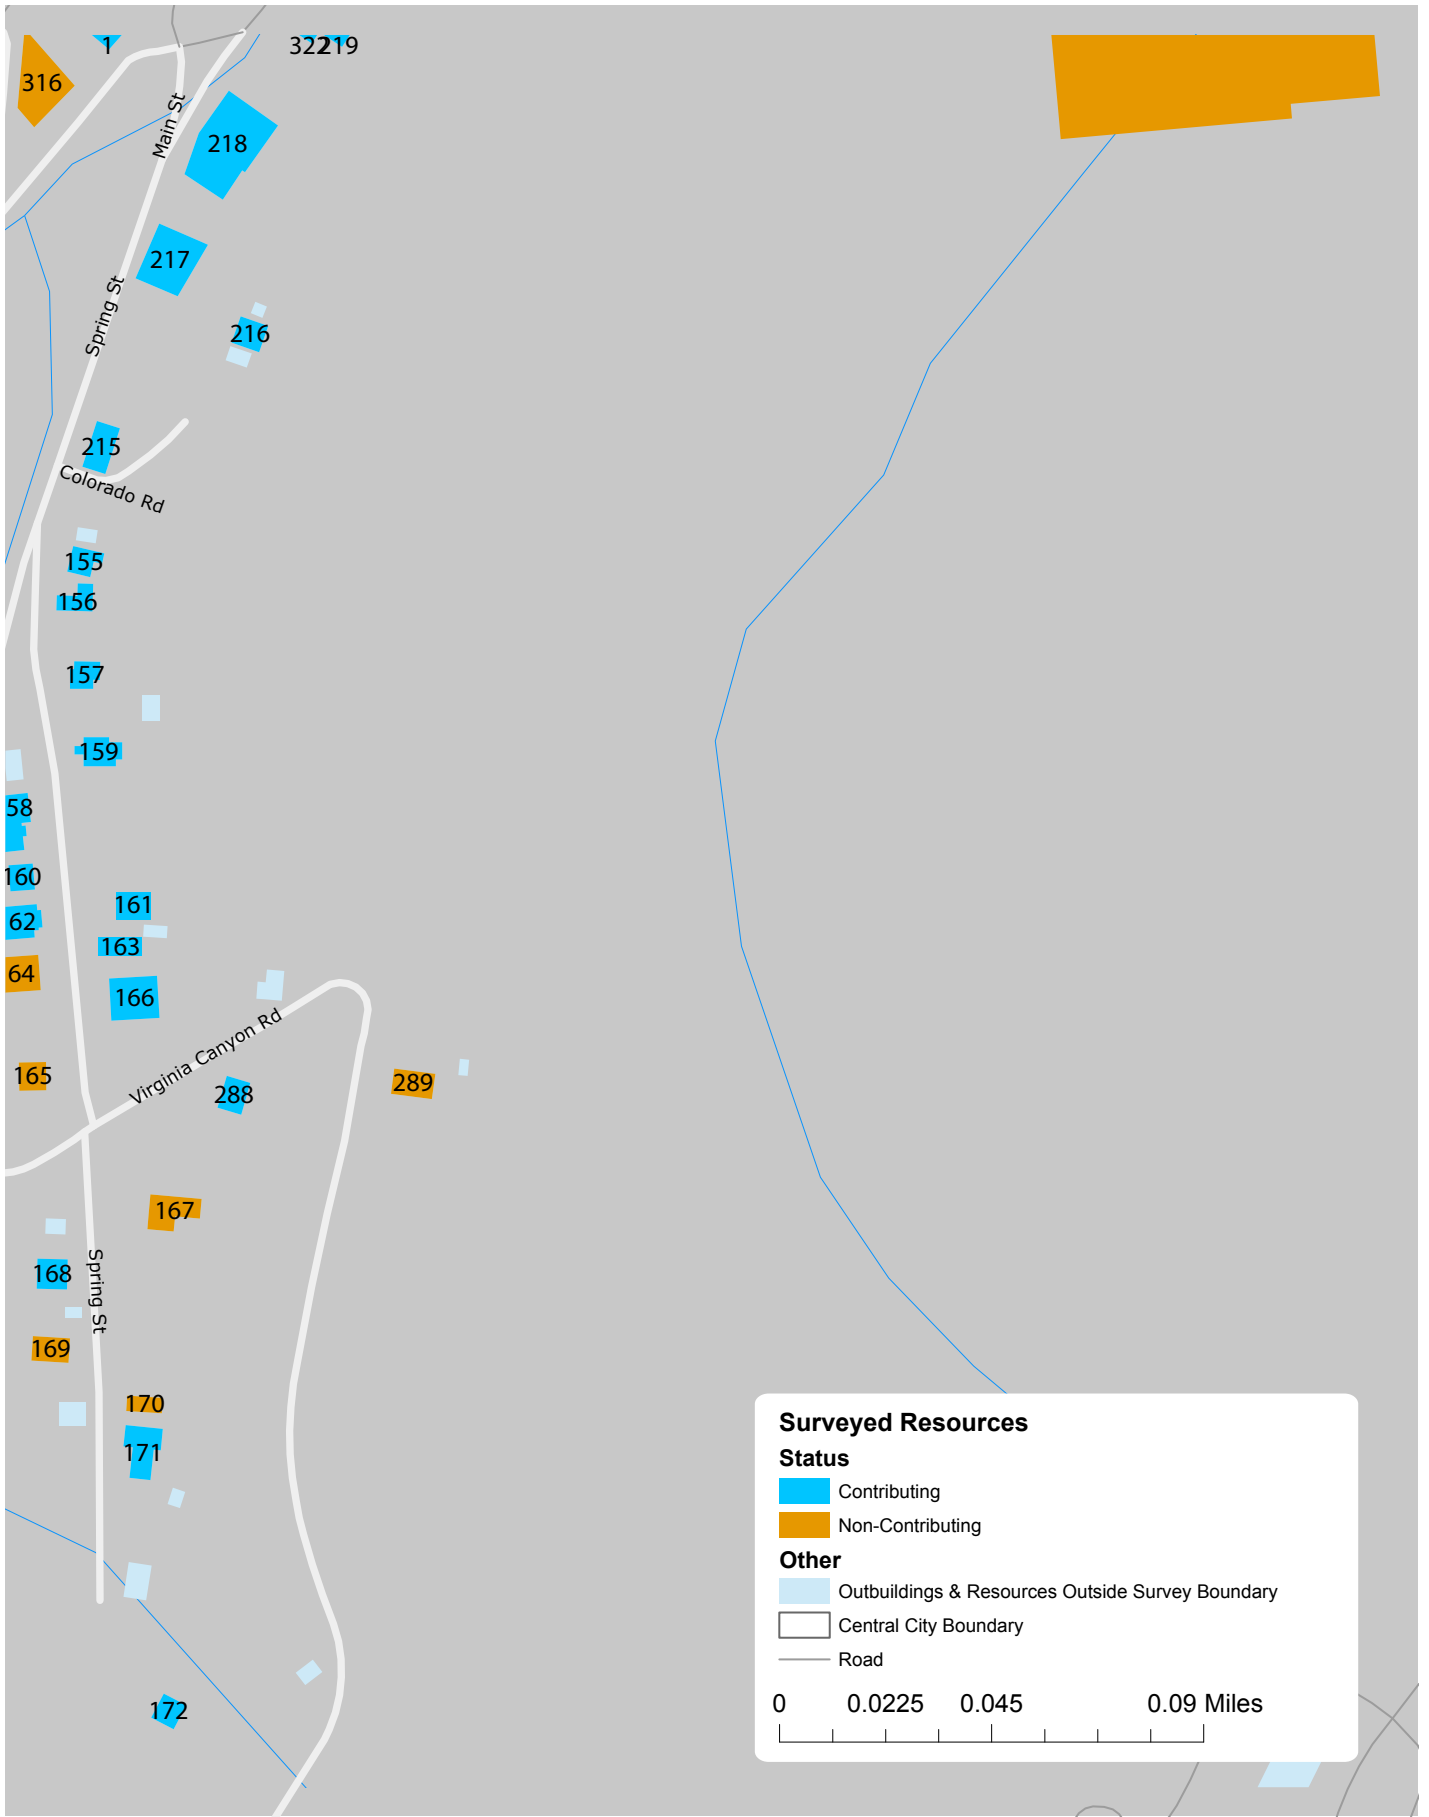 1
322
219
316
Main St
218
217
Spring St
216
215
Colorado Rd
155
156
157
159
58
160
161
62
163
64
166
Virginia Canyon Rd
165
288
289
167
168
Spring St
169
170
171
172
Surveyed Resources
Status
Contributing
Non-Contributing
Other
Outbuildings & Resources Outside Survey Boundary
Central City Boundary
Road
0 0.0225 0.045 0.09 Miles